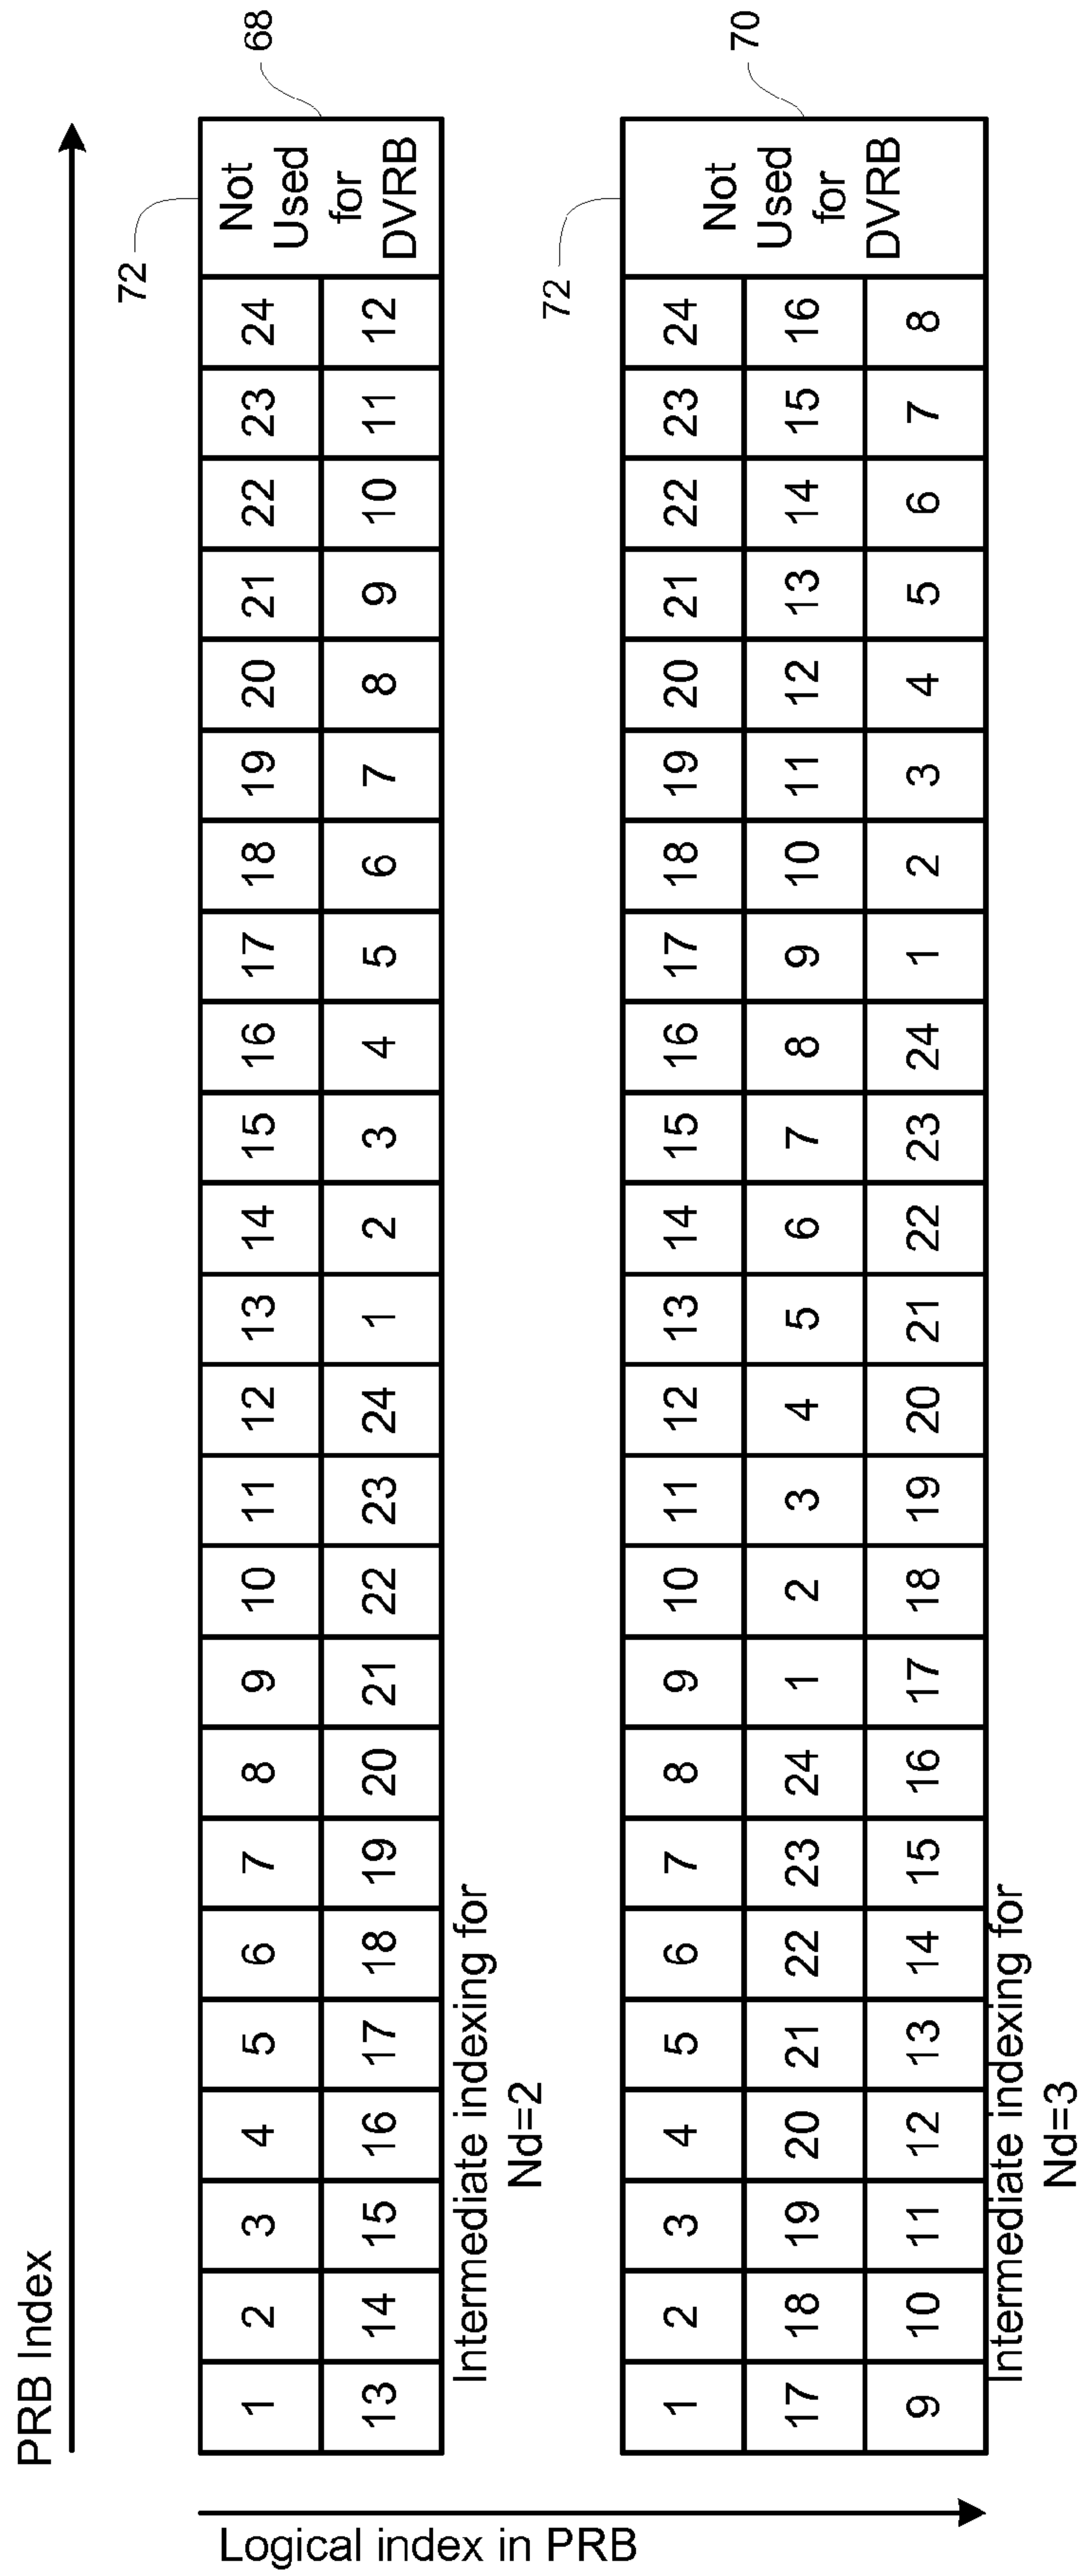 PRB Index
72
68
1 2 3 4 5 6 7 8 9 10 11 12 13 14 15 16 17 18 19 20 21 22 23 24
13 14 15 16 17 18 19 20 21 22 23 24 1 2 3 4 5 6 7 8 9 10 11 12
Not
Used
for
DVRB
Intermediate indexing for
Nd=2
72
70
1 2 3 4 5 6 7 8 9 10 11 12 13 14 15 16 17 18 19 20 21 22 23 24
17 18 19 20 21 22 23 24 1 2 3 4 5 6 7 8 9 10 11 12 13 14 15 16
9 10 11 12 13 14 15 16 17 18 19 20 21 22 23 24 1 2 3 4 5 6 7 8
Not
Used
for
DVRB
Intermediate indexing for
Nd=3
Logical index in PRB